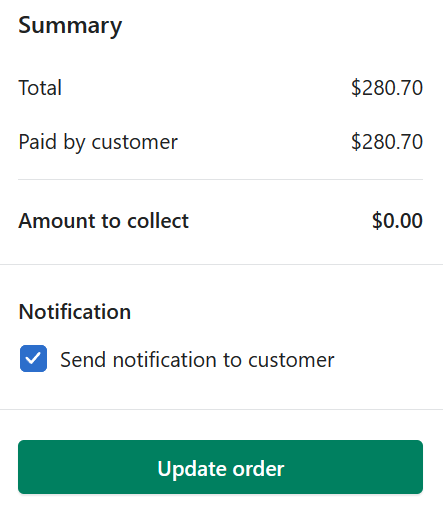 Summary
Total $280.70
Paid by customer $280.70
Amount to collect $0.00
Notification
Send notification to customer
Update order